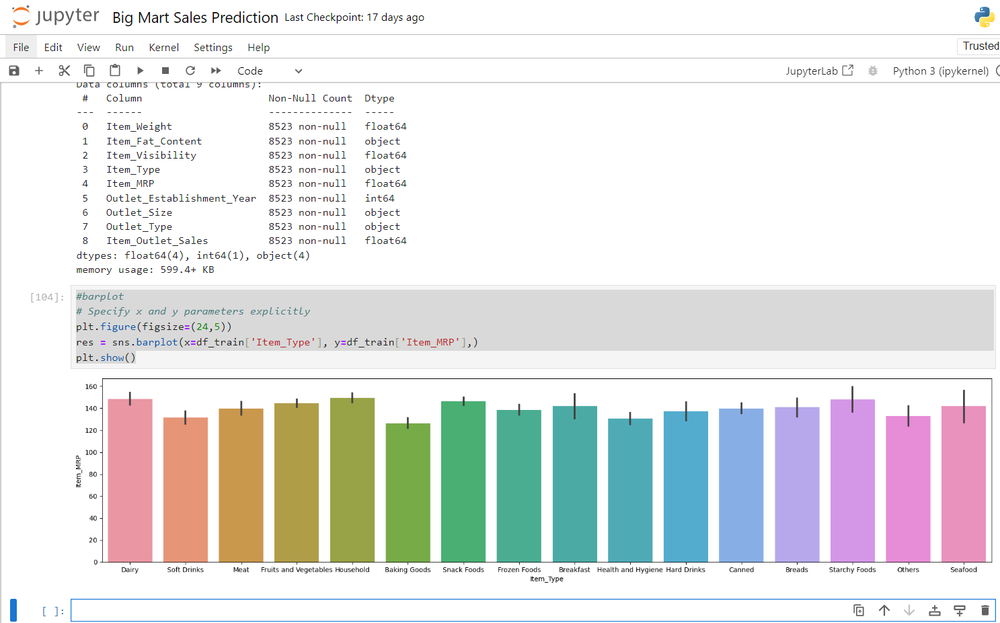 jupyter Big Mart Sales Prediction Last Checkpoint: 17 days ago
File Edit View Run Kernel Settings Help Trusted
Code JupyterLab Python 3 (ipykernel)
Data columns (total 9 columns):
# Column Non-Null Count Dtype
--- ------ -------------- -----
0 Item_Weight 8523 non-null float64
1 Item_Fat_Content 8523 non-null object
2 Item_Visibility 8523 non-null float64
3 Item_Type 8523 non-null object
4 Item_MRP 8523 non-null float64
5 Outlet_Establishment_Year 8523 non-null int64
6 Outlet_Size 8523 non-null object
7 Outlet_Type 8523 non-null object
8 Item_Outlet_Sales 8523 non-null float64
dtypes: float64(4), int64(1), object(4)
memory usage: 599.4+ KB
[104]: #barplot
# Specify x and y parameters explicitly
plt.figure(figsize=(24,5))
res = sns.barplot(x=df_train['Item_Type'], y=df_train['Item_MRP'],)
plt.show()
160
140
120
100
80
60
40
20
0
Item_MRP
Dairy Soft Drinks Meat Fruits and Vegetables Household Baking Goods Snack Foods Frozen Foods Breakfast Health and Hygiene Hard Drinks Canned Breads Starchy Foods Others Seafood
Item_Type
[ ]: